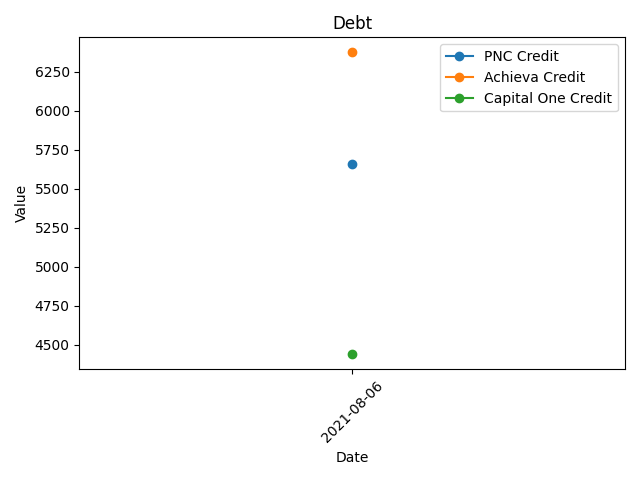 Debt
PNC Credit
Achieva Credit
Capital One Credit
6250
6000
5750
5500
5250
5000
4750
4500
Value
2021-08-06
Date